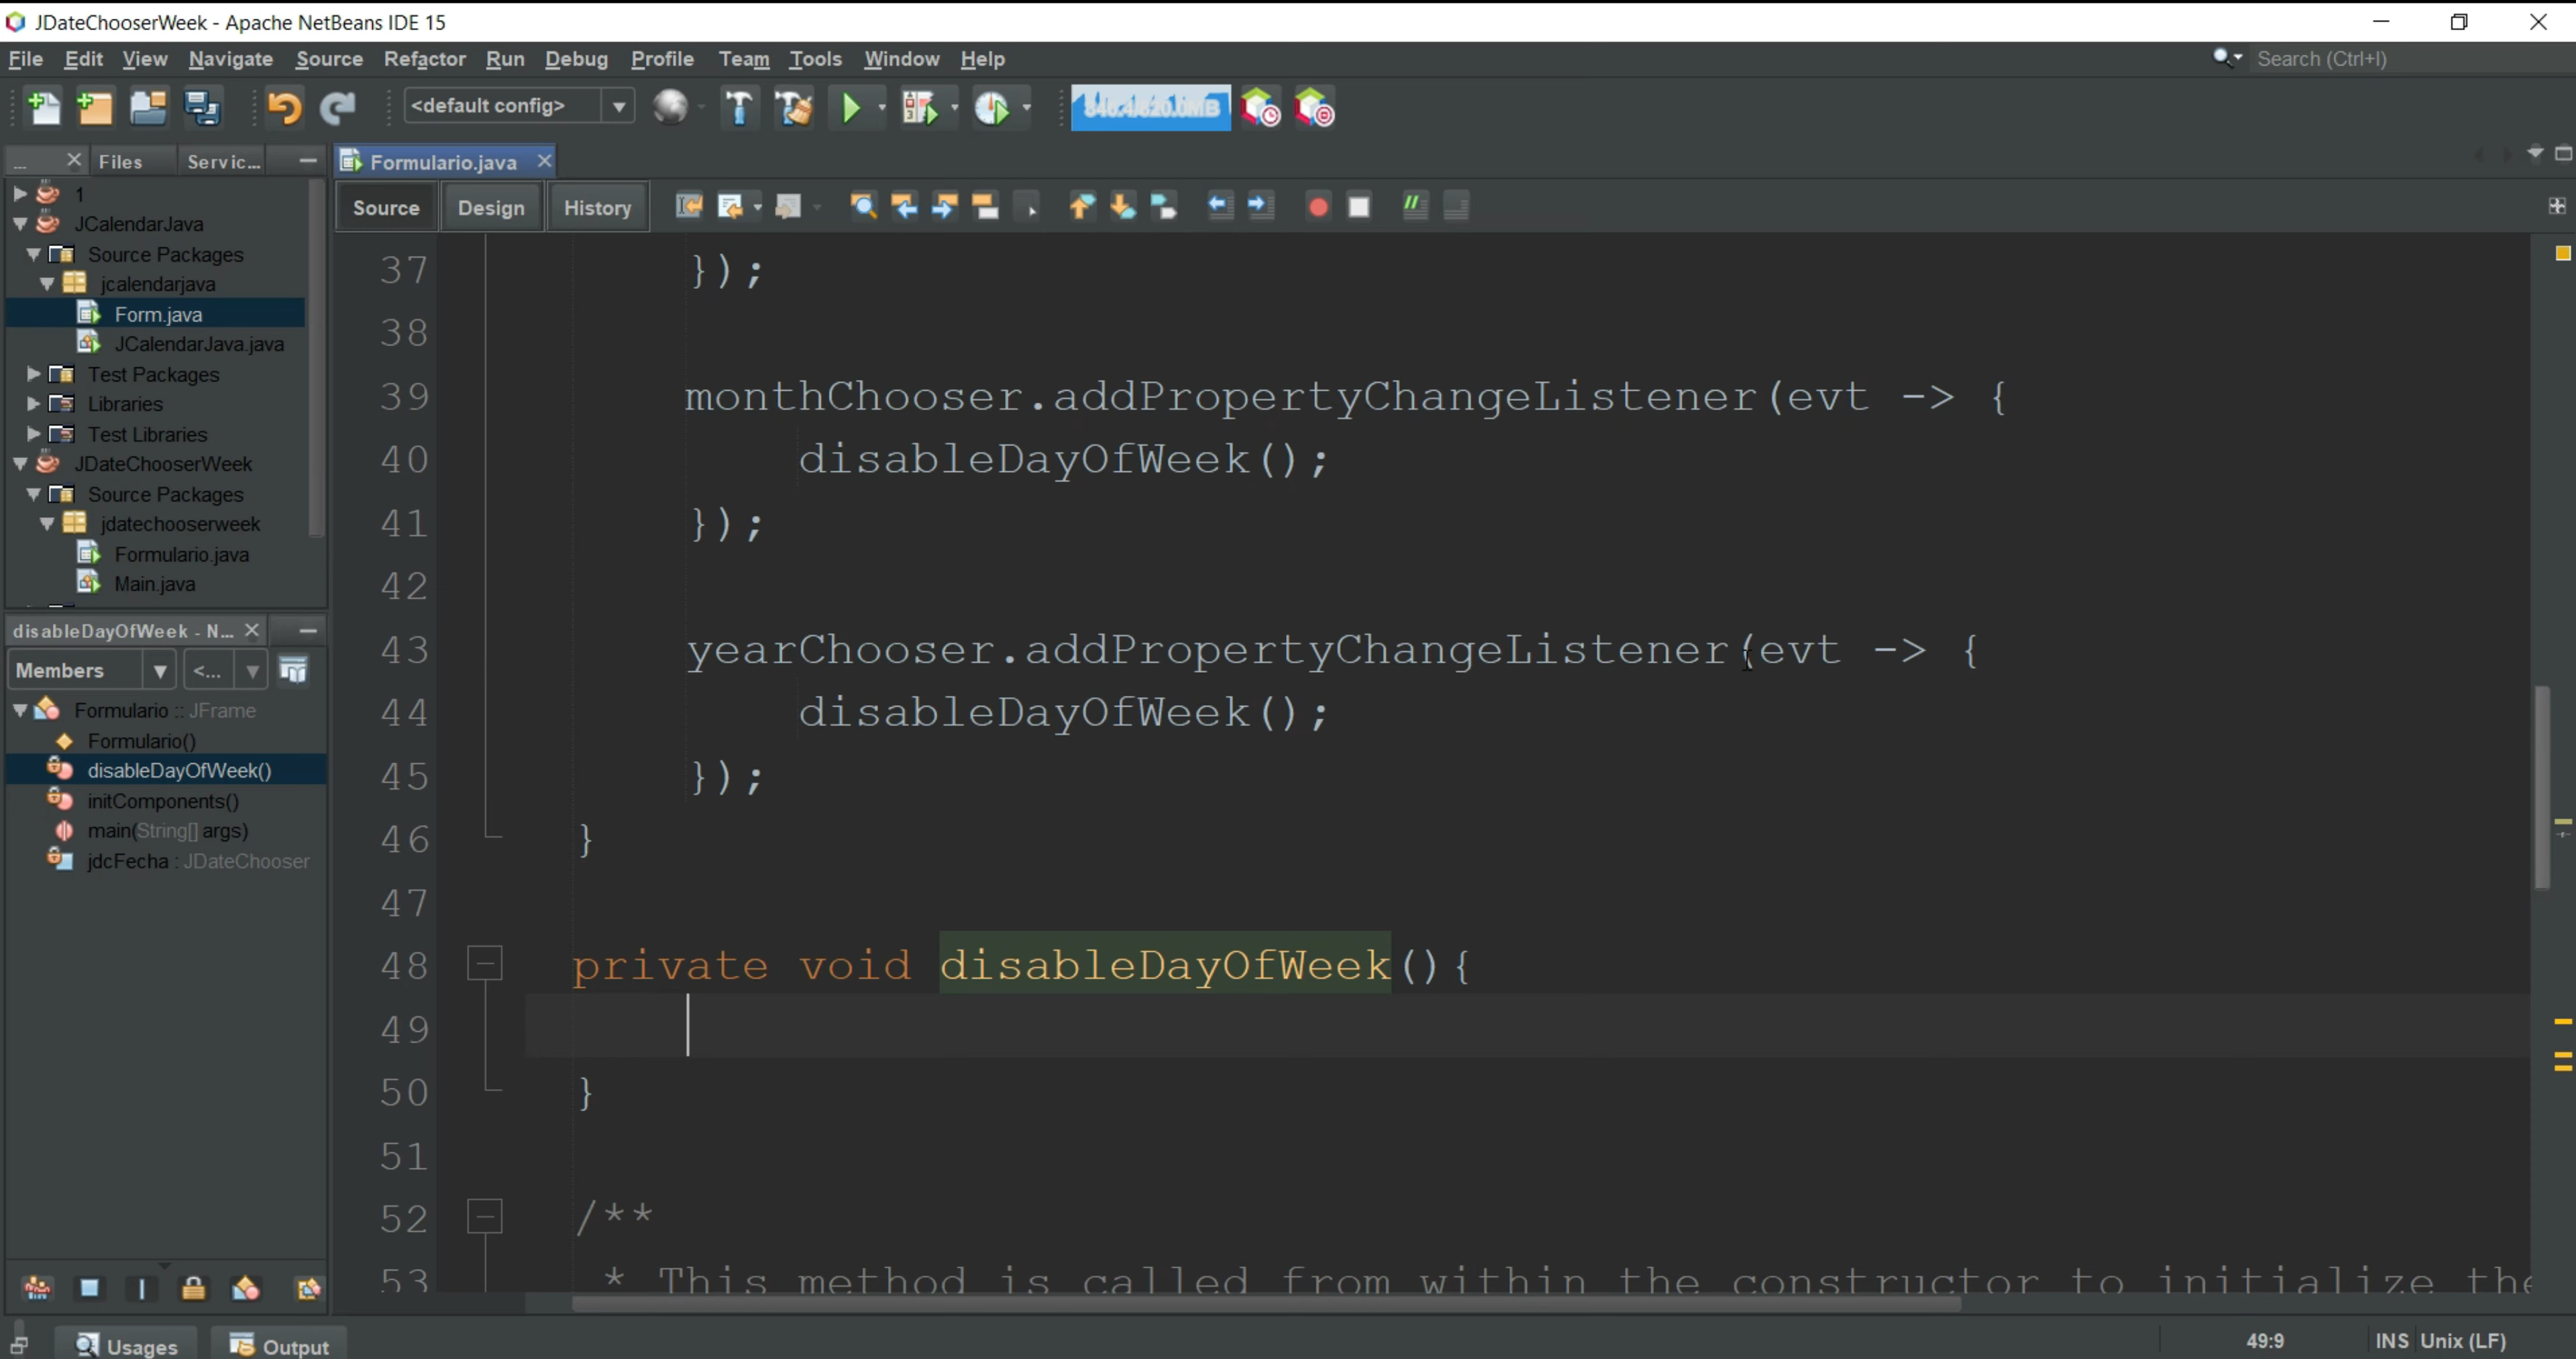 JDateChooserWeek - Apache NetBeans IDE 15
File Edit View Navigate Source Refactor Run Debug Profile Team Tools Window Help
Search (Ctrl+I)
<default config>
... Files Servic...
Formulario.java
Source Design History
1
JCalendarJava
Source Packages
jcalendarjava
Form.java
JCalendarJava.java
Test Packages
Libraries
Test Libraries
JDateChooserWeek
Source Packages
jdatechooserweek
Formulario.java
Main.java
disableDayOfWeek - N...
Members <...
Formulario :: JFrame
Formulario()
disableDayOfWeek()
initComponents()
main(String[] args)
jdcFecha : JDateChooser
37 });
38
39 monthChooser.addPropertyChangeListener(evt -> {
40 disableDayOfWeek();
41 });
42
43 yearChooser.addPropertyChangeListener(evt -> {
44 disableDayOfWeek();
45 });
46 }
47
48 private void disableDayOfWeek(){
49
50 }
51
52 /**
53 * This method is called from within the constructor to initialize the
Usages Output
49:9 INS Unix (LF)